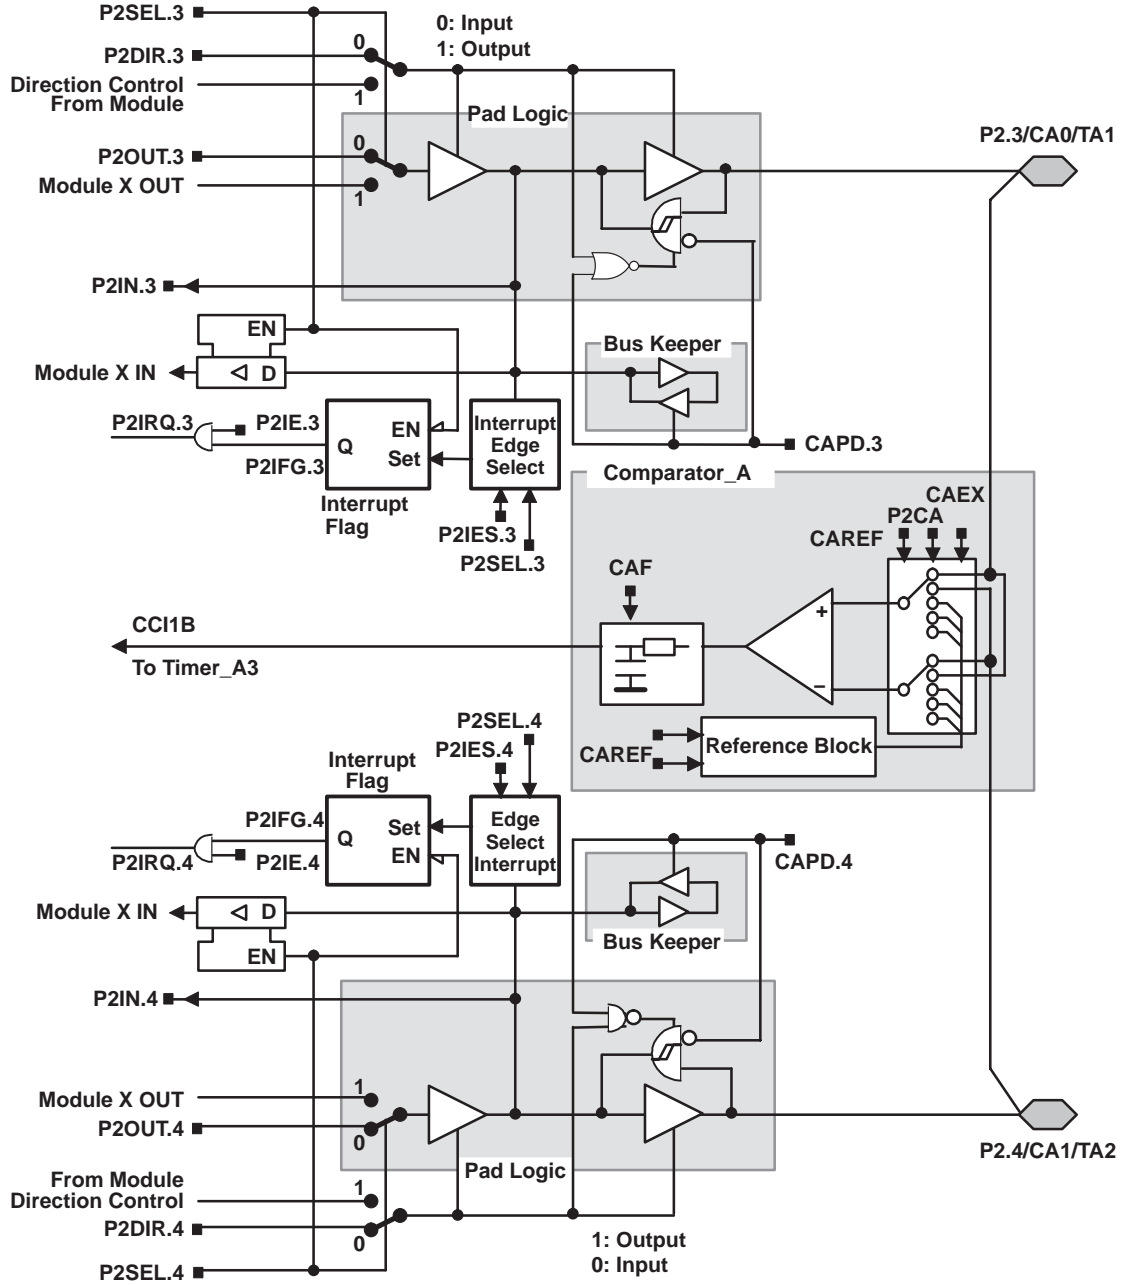 P2SEL.3
0: Input
1: Output
P2DIR.3
0
Direction Control
From Module
1
Pad Logic
P2OUT.3
0
Module X OUT
1
P2.3/CA0/TA1
P2IN.3
EN
Bus Keeper
Module X IN
D
P2IRQ.3
P2IE.3
P2IFG.3
Q
EN
Set
Interrupt
Edge
Select
CAPD.3
Interrupt
Flag
P2IES.3
P2SEL.3
Comparator_A
CAEX
P2CA
CAREF
CAF
+
CCI1B
To Timer_A3
−
Reference Block
CAREF
P2SEL.4
P2IES.4
Interrupt
Flag
P2IFG.4
Q
Set
EN
Edge
Select
Interrupt
P2IRQ.4
P2IE.4
CAPD.4
Module X IN
D
EN
Bus Keeper
P2IN.4
Module X OUT
1
P2OUT.4
0
Pad Logic
P2.4/CA1/TA2
From Module
Direction Control
1
P2DIR.4
0
1: Output
0: Input
P2SEL.4